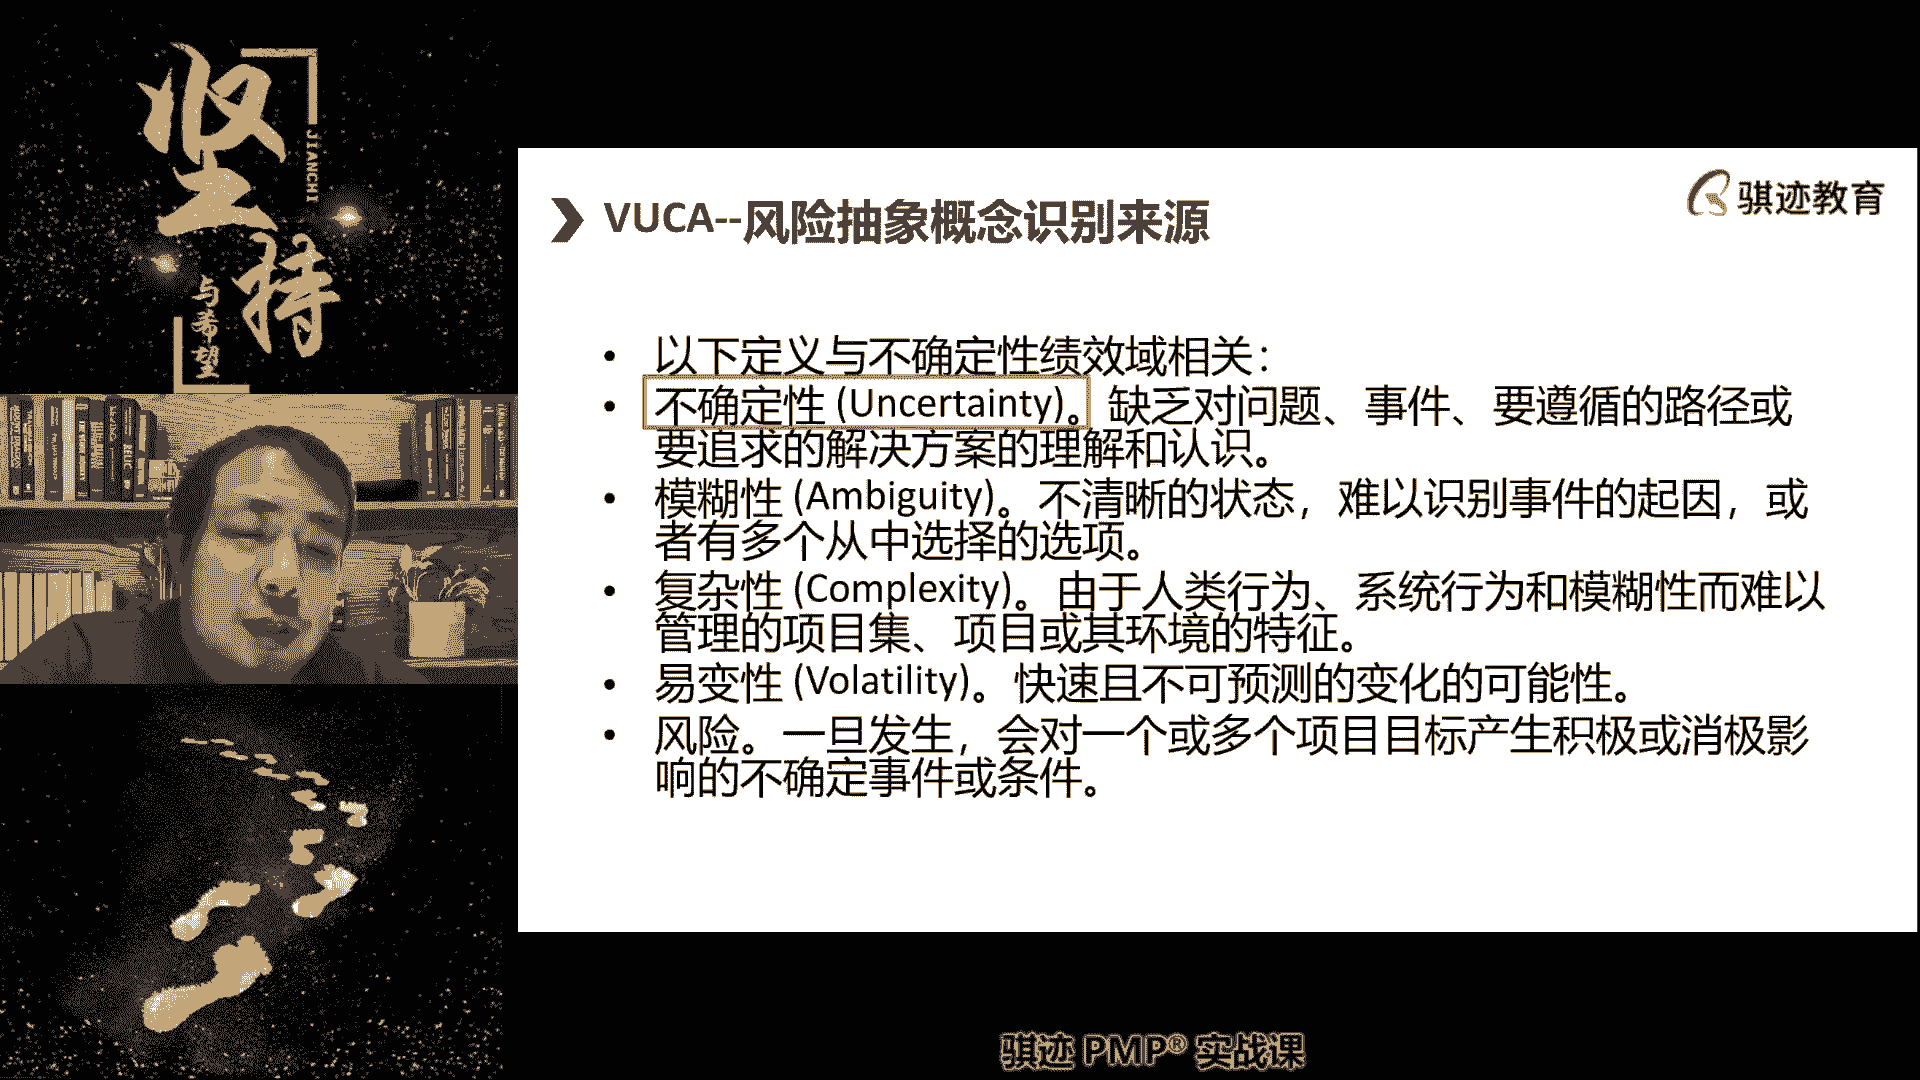 坚持
JIANCHI
与希望
骐迹教育
VUCA--风险抽象概念识别来源
• 以下定义与不确定性绩效域相关：
• 不确定性 (Uncertainty)。缺乏对问题、事件、要遵循的路径或
要追求的解决方案的理解和认识。
• 模糊性 (Ambiguity)。不清晰的状态，难以识别事件的起因，或
者有多个从中选择的选项。
• 复杂性 (Complexity)。由于人类行为、系统行为和模糊性而难以
管理的项目集、项目或其环境的特征。
• 易变性 (Volatility)。快速且不可预测的变化的可能性。
• 风险。一旦发生，会对一个或多个项目目标产生积极或消极影
响的不确定事件或条件。
骐迹 PMP® 实战课